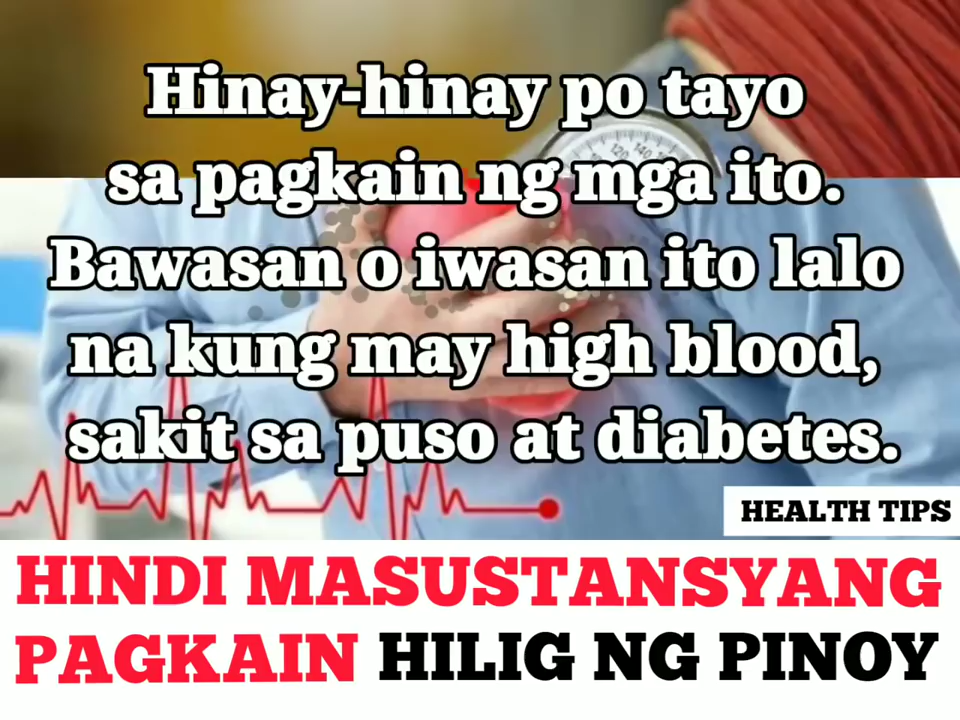 Hinay-hinay po tayo
sa pagkain ng mga ito.
Bawasan o iwasan ito lalo
na kung may high blood,
sakit sa puso at diabetes.
HEALTH TIPS
HINDI MASUSTANSYANG
PAGKAIN HILIG NG PINOY